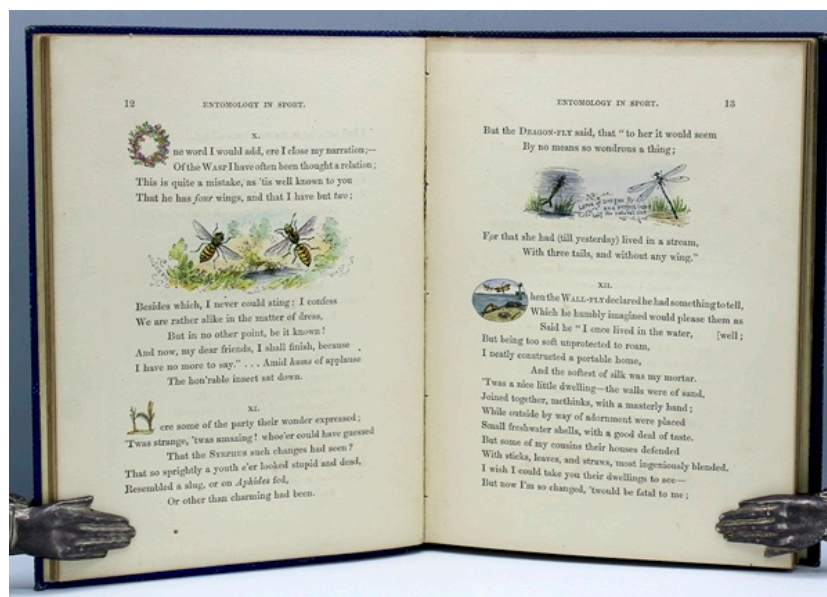 12 ENTOMOLOGY IN SPORT.
X.
One word I would add, ere I close my narration;—
Of the WASP I have often been thought a relation;
This is quite a mistake, as 'tis well known to you
That he has four wings, and that I have but two;
Besides which, I never could sting: I confess
We are rather alike in the matter of dress,
But in no other point, be it known!
And now, my dear friends, I shall finish, because
I have no more to say." . . . Amid hums of applause
The hon'rable insect sat down.
XI.
Here some of the party their wonder expressed;
'Twas strange, 'twas amazing! whoe'er could have guessed
That the SYRPHUS such changes had seen?
That so sprightly a youth e'er looked stupid and dead,
Resembled a slug, or on Aphides fed,
Or other than charming had been.
ENTOMOLOGY IN SPORT. 13
But the DRAGON-FLY said, that "to her it would seem
By no means so wondrous a thing;
Larva of Dragon fly
and perfect insect
the natural size
For that she had (till yesterday) lived in a stream,
With three tails, and without any wing."
XII.
hen the WALL-FLY declared he had something to tell,
Which he humbly imagined would please them as
Said he "I once lived in the water, [well;
But being too soft unprotected to roam,
I neatly constructed a portable home,
And the softest of silk was my mortar.
'Twas a nice little dwelling—the walls were of sand,
Joined together, methinks, with a masterly hand;
While outside by way of adornment were placed
Small freshwater shells, with a good deal of taste.
But some of my cousins their houses defended
With sticks, leaves, and straws, most ingeniously blended.
I wish I could take you their dwellings to see—
But now I'm so changed, 'twould be fatal to me;